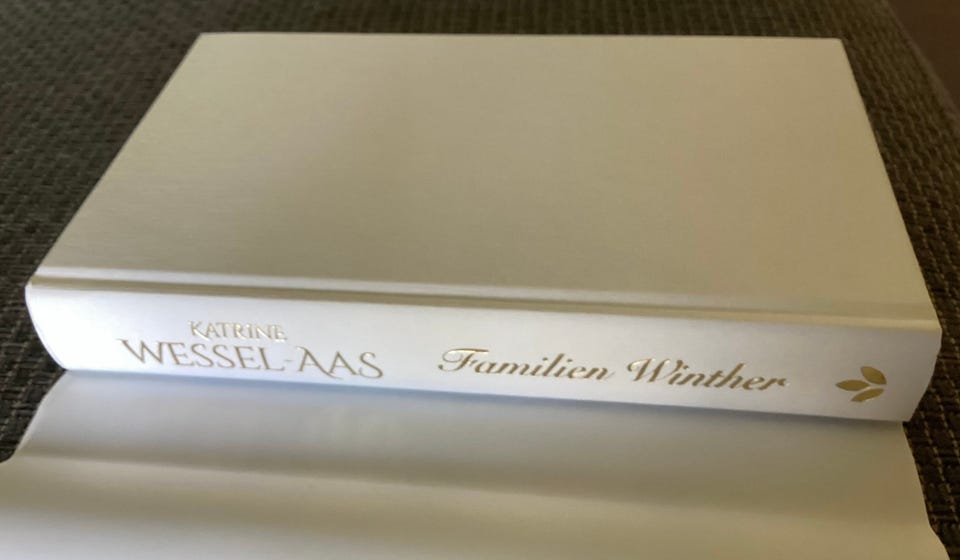 KATRINE
WESSEL-AAS
Familien Winther